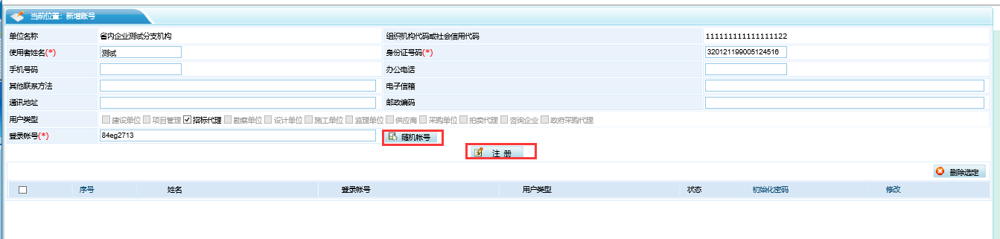 当前位置：新增账号
单位名称 省内企业测试分支机构 组织机构代码或社会信用代码 111111111111111122
使用者姓名(*) 测试 身份证号码(*) 320121199005124516
手机号码 办公电话
其他联系方法 电子信箱
通讯地址 邮政编码
用户类型 建设单位 项目管理 招标代理 勘察单位 设计单位 施工单位 监理单位 供应商 采购单位 拍卖代理 咨询企业 政府采购代理
登录帐号(*) 84eg2713 随机帐号
注 册
删除选定
序号 姓名 登录帐号 用户类型 状态 初始化密码 修改